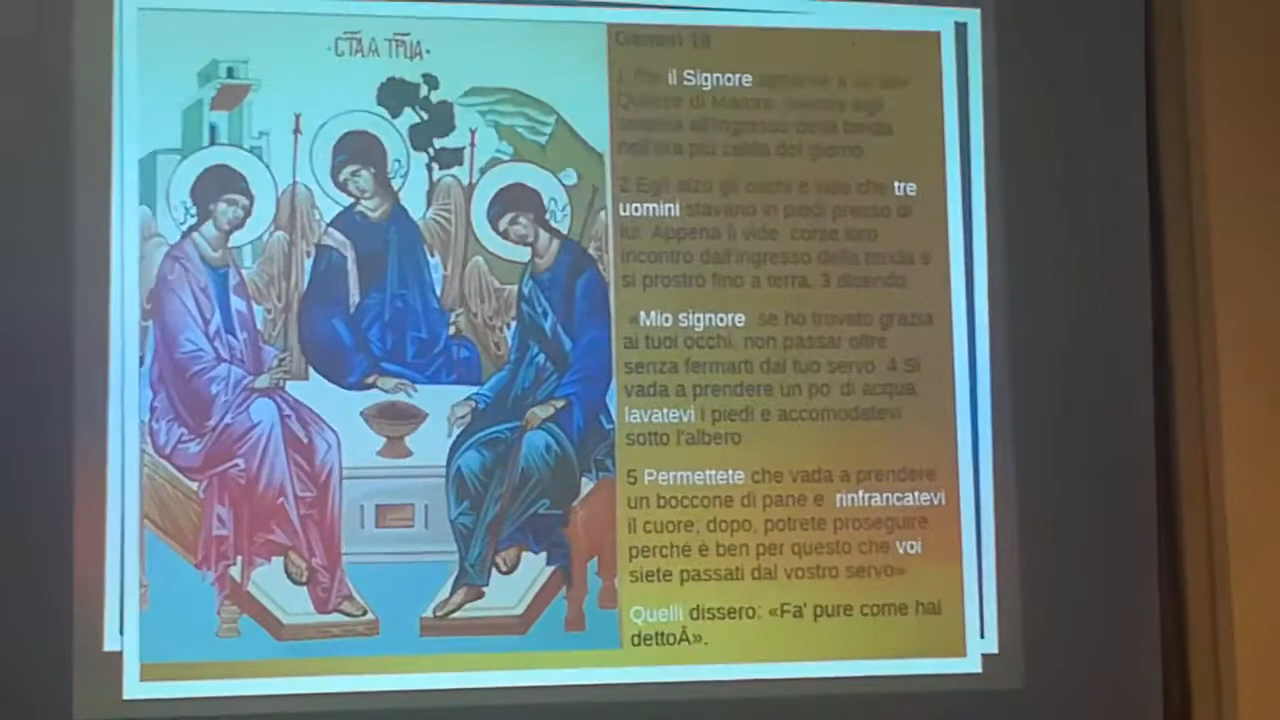 ·СТ҃АѦ ТРЦ҃А·
Genesi 18
il Signore
Querce di Mamre, mentre egli
sedeva all'ingresso della tenda
nell'ora più calda del giorno
2 Egli alzò gli occhi e vide che tre
uomini stavano in piedi presso di
lui. Appena li vide, corse loro
incontro dall'ingresso della tenda e
si prostrò fino a terra, 3 dicendo
«Mio signore se ho trovato grazia
ai tuoi occhi, non passar oltre
senza fermarti dal tuo servo. 4 Si
vada a prendere un po' di acqua
lavatevi i piedi e accomodatevi
sotto l'albero
5 Permettete che vada a prendere
un boccone di pane e rinfrancatevi
il cuore; dopo, potrete proseguire
perché è ben per questo che voi
siete passati dal vostro servo»
Quelli dissero: «Fa' pure come hai
dettoÂ».